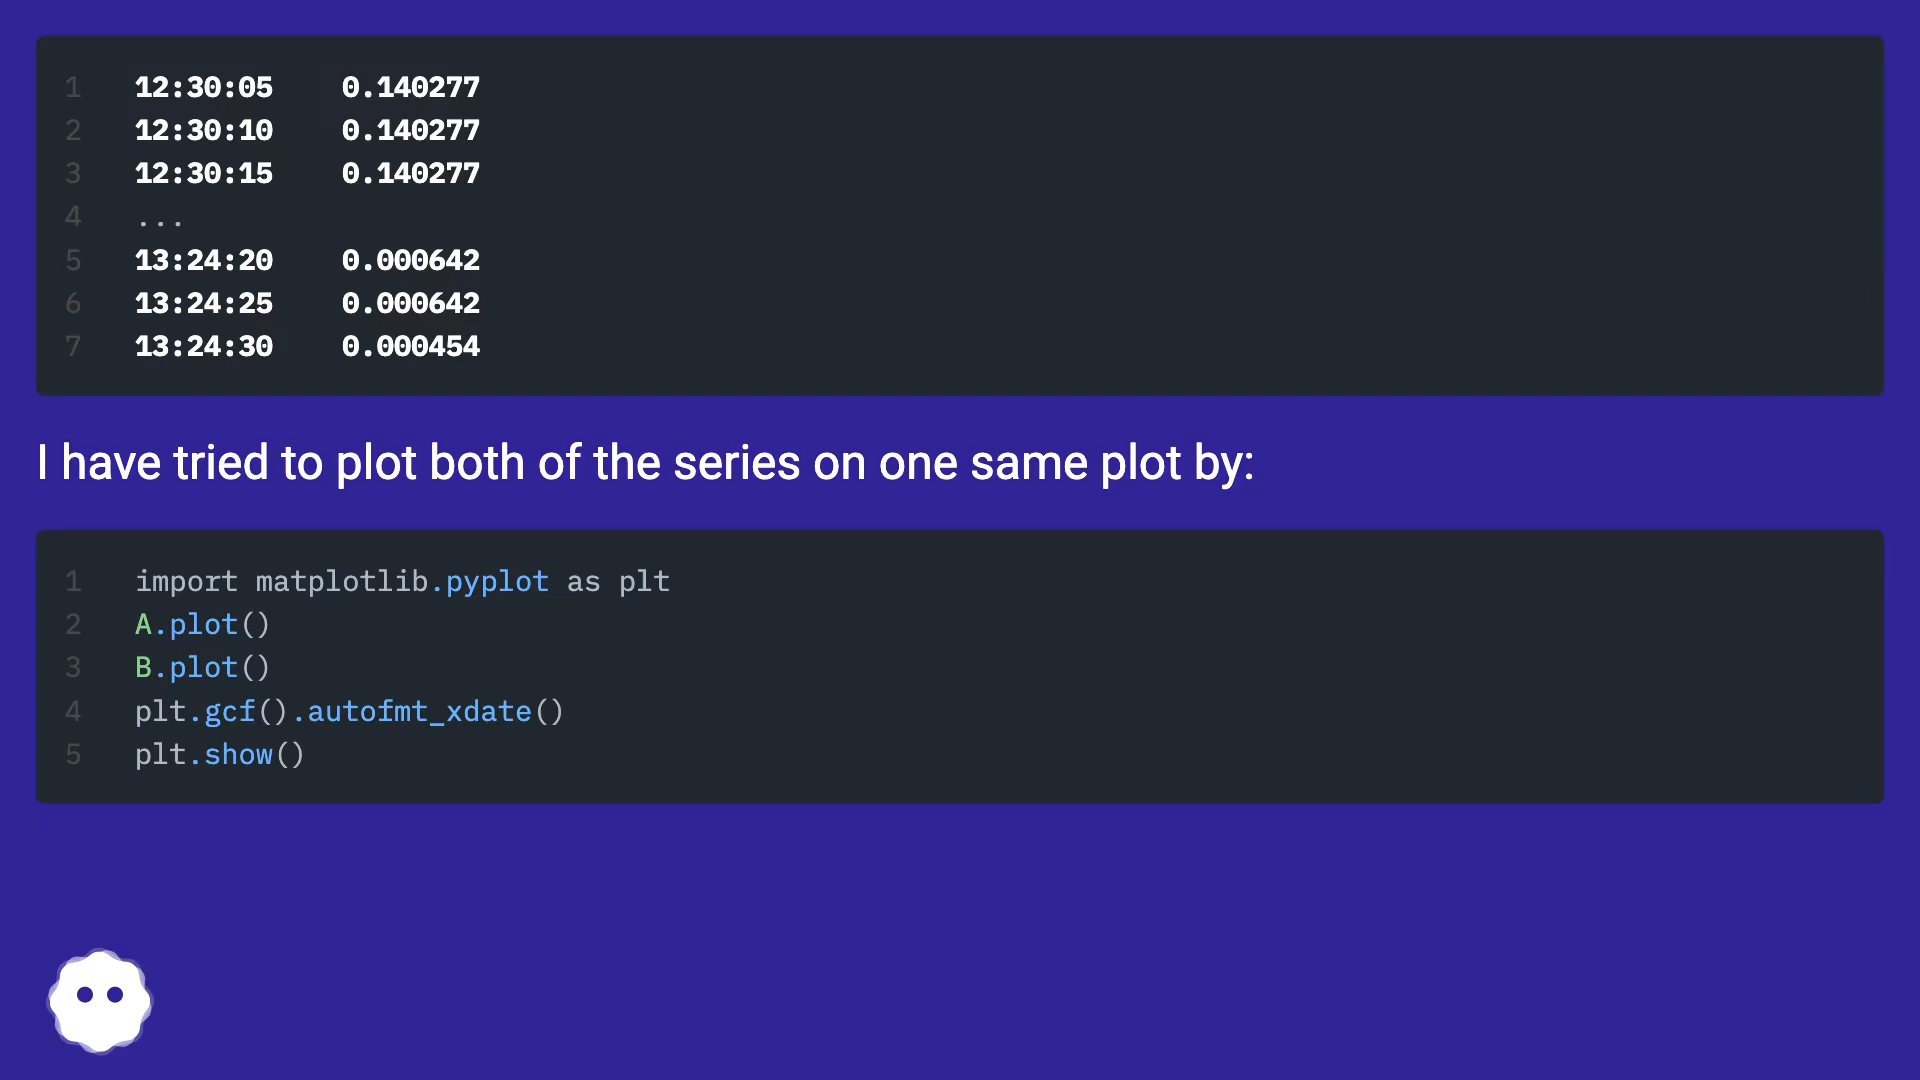 1 12:30:05 0.140277
2 12:30:10 0.140277
3 12:30:15 0.140277
4 ...
5 13:24:20 0.000642
6 13:24:25 0.000642
7 13:24:30 0.000454
I have tried to plot both of the series on one same plot by:
1 import matplotlib.pyplot as plt
2 A.plot()
3 B.plot()
4 plt.gcf().autofmt_xdate()
5 plt.show()